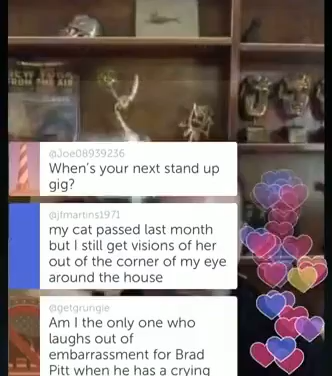 @Joe08939236
When's your next stand up
gig?
@jfmartins1971
my cat passed last month
but I still get visions of her
out of the corner of my eye
around the house
@getgrungie
Am I the only one who
laughs out of
embarrassment for Brad
Pitt when he has a crying